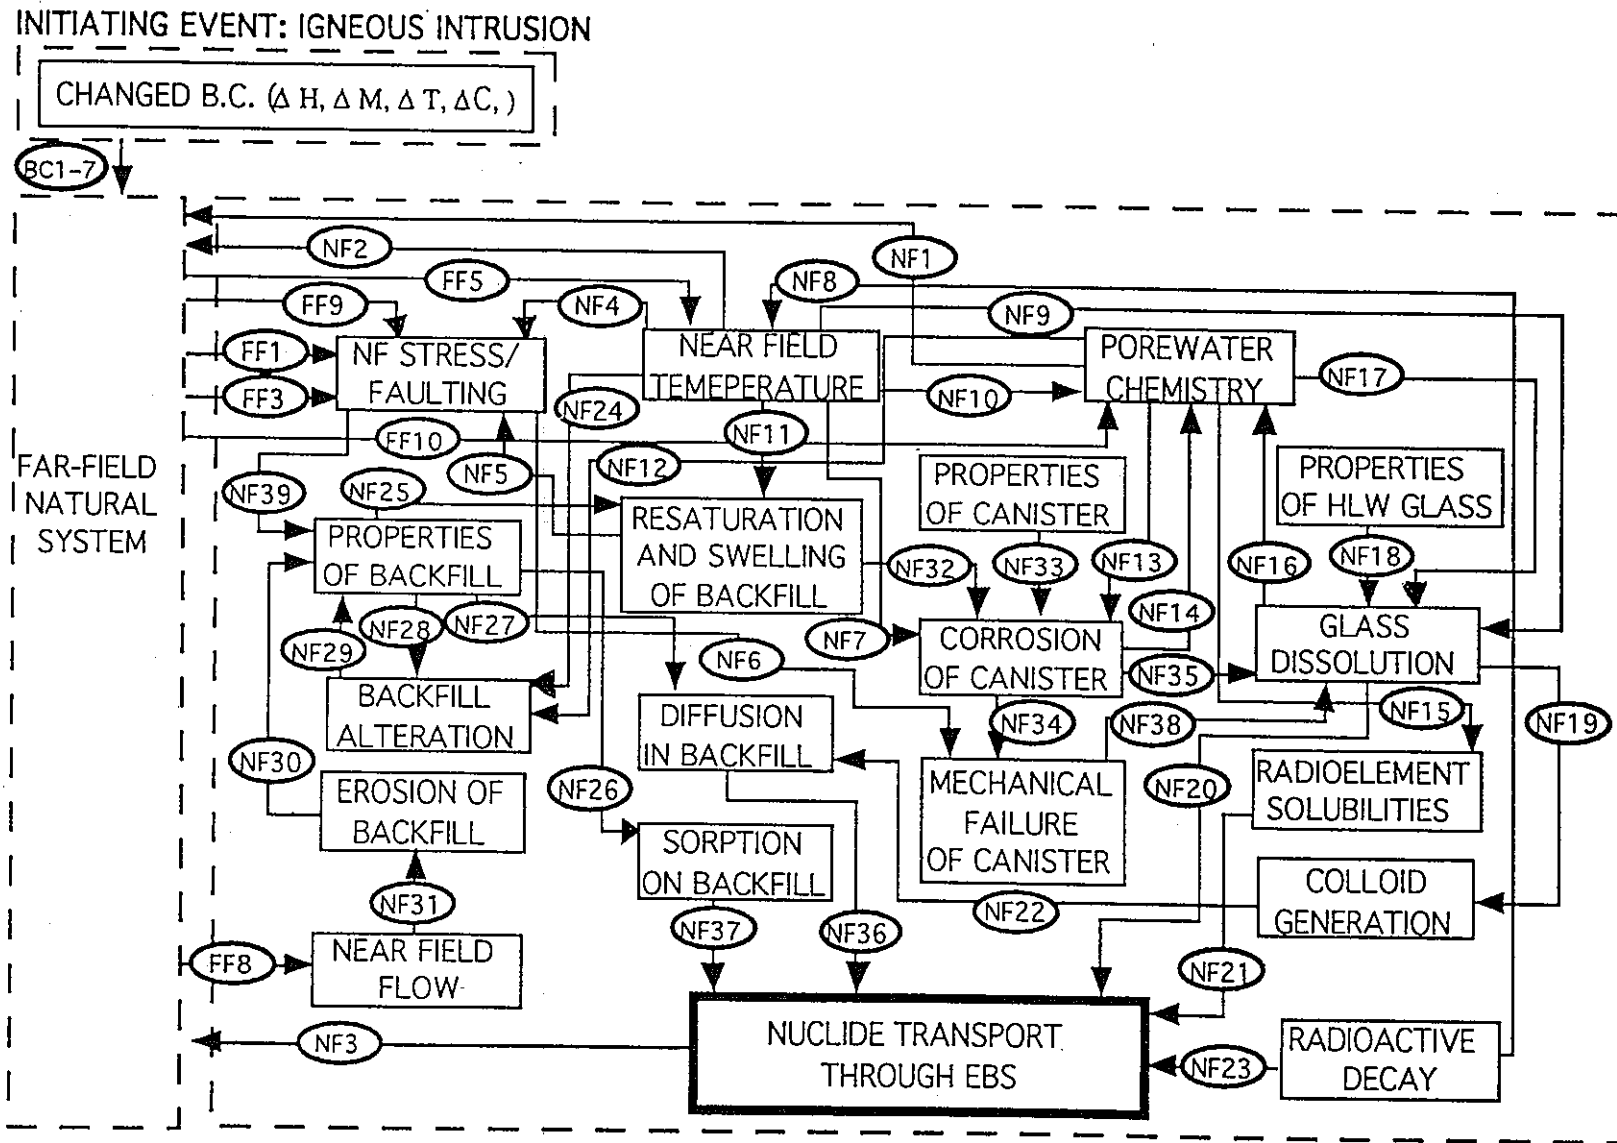 INITIATING EVENT: IGNEOUS INTRUSION
CHANGED B.C. (Δ H, Δ M, Δ T, ΔC, )
BC1-7
NF2
NF1
FF5
NF8
FF9
NF4
NF9
FF1
NF STRESS/
FAULTING
NEAR FIELD
TEMEPERATURE
POREWATER
CHEMISTRY
NF17
FF3
NF24
NF10
FF10
NF11
NF5
NF12
FAR-FIELD
NATURAL
SYSTEM
NF39
NF25
PROPERTIES
OF CANISTER
PROPERTIES
OF HLW GLASS
PROPERTIES
OF BACKFILL
RESATURATION
AND SWELLING
OF BACKFILL
NF32
NF33
NF13
NF16
NF18
NF14
NF28
NF27
NF29
NF7
NF6
CORROSION
OF CANISTER
NF35
GLASS
DISSOLUTION
BACKFILL
ALTERATION
DIFFUSION
IN BACKFILL
NF34
NF38
NF15
NF19
NF30
NF26
NF20
EROSION OF
BACKFILL
MECHANICAL
FAILURE
OF CANISTER
RADIOELEMENT
SOLUBILITIES
SORPTION
ON BACKFILL
COLLOID
GENERATION
NF31
NF37
NF36
NF22
FF8
NEAR FIELD
FLOW
NF21
NF3
NUCLIDE TRANSPORT
THROUGH EBS
NF23
RADIOACTIVE
DECAY